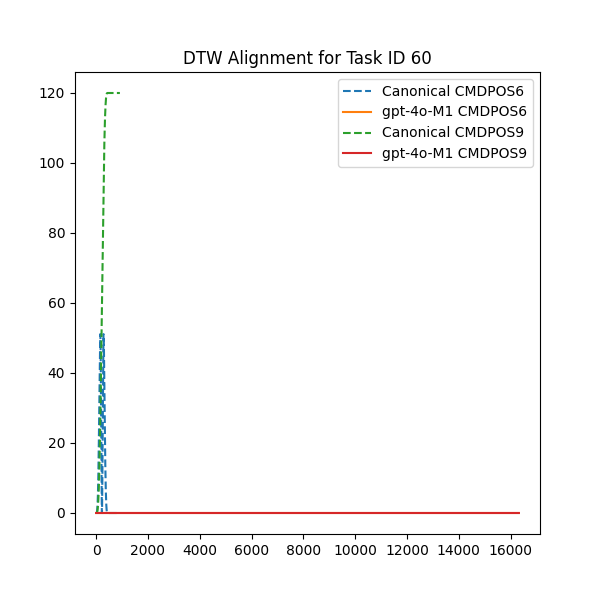 DTW Alignment for Task ID 60
Canonical CMDPOS6
gpt-4o-M1 CMDPOS6
Canonical CMDPOS9
gpt-4o-M1 CMDPOS9
120
100
80
60
40
20
0
0 2000 4000 6000 8000 10000 12000 14000 16000